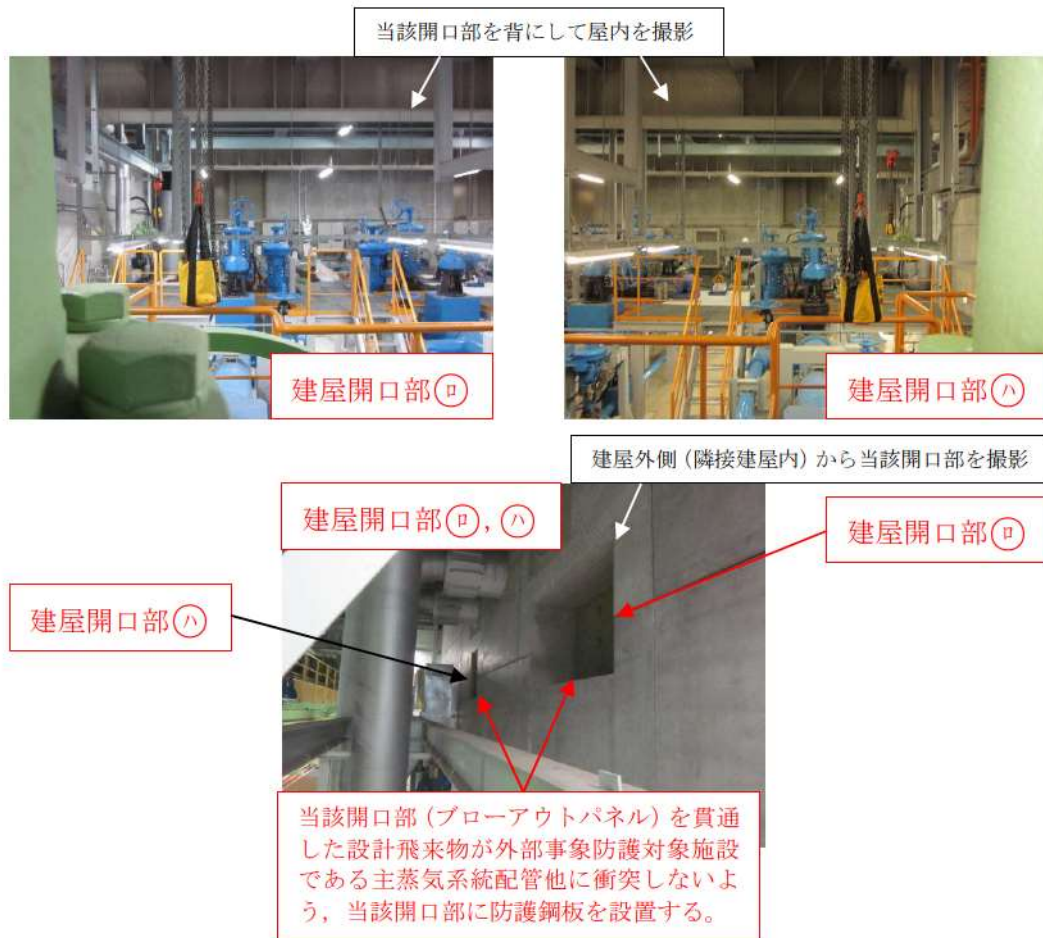 当該開口部を背にして屋内を撮影
建屋開口部㋺
建屋開口部㋩
建屋外側（隣接建屋内）から当該開口部を撮影
建屋開口部㋺，㋩
建屋開口部㋺
建屋開口部㋩
当該開口部（ブローアウトパネル）を貫通
した設計飛来物が外部事象防護対象施設
である主蒸気系統配管他に衝突しないよ
う，当該開口部に防護鋼板を設置する。